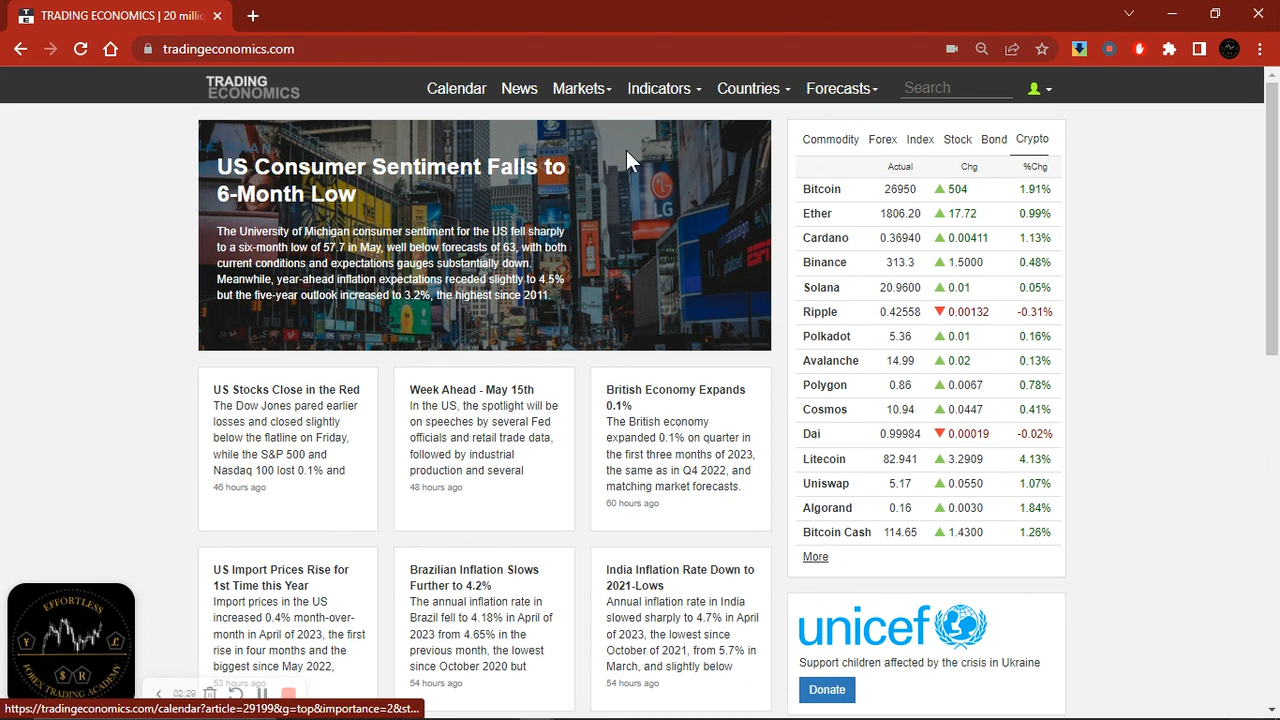 TRADING ECONOMICS | 20 millio
tradingeconomics.com
TRADING
ECONOMICS
Calendar News Markets Indicators Countries Forecasts Search
US Consumer Sentiment Falls to
6-Month Low
The University of Michigan consumer sentiment for the US fell sharply
to a six-month low of 57.7 in May, well below forecasts of 63, with both
current conditions and expectations gauges substantially down.
Meanwhile, year-ahead inflation expectations receded slightly to 4.5%
but the five-year outlook increased to 3.2%, the highest since 2011.
LG
Commodity Forex Index Stock Bond Crypto
Actual Chg %Chg
Bitcoin 26950 504 1.91%
Ether 1806.20 17.72 0.99%
Cardano 0.36940 0.00411 1.13%
Binance 313.3 1.5000 0.48%
Solana 20.9600 0.01 0.05%
Ripple 0.42558 0.00132 -0.31%
Polkadot 5.36 0.01 0.16%
Avalanche 14.99 0.02 0.13%
Polygon 0.86 0.0067 0.78%
Cosmos 10.94 0.0447 0.41%
Dai 0.99984 0.00019 -0.02%
Litecoin 82.941 3.2909 4.13%
Uniswap 5.17 0.0550 1.07%
Algorand 0.16 0.0030 1.84%
Bitcoin Cash 114.65 1.4300 1.26%
More
US Stocks Close in the Red
The Dow Jones pared earlier
losses and closed slightly
below the flatline on Friday,
while the S&P 500 and
Nasdaq 100 lost 0.1% and
46 hours ago
Week Ahead - May 15th
In the US, the spotlight will be
on speeches by several Fed
officials and retail trade data,
followed by industrial
production and several
48 hours ago
British Economy Expands
0.1%
The British economy
expanded 0.1% on quarter in
the first three months of 2023,
the same as in Q4 2022, and
matching market forecasts.
60 hours ago
US Import Prices Rise for
1st Time this Year
Import prices in the US
increased 0.4% month-over-
month in April of 2023, the first
rise in four months and the
biggest since May 2022,
53 hours ago
Brazilian Inflation Slows
Further to 4.2%
The annual inflation rate in
Brazil fell to 4.18% in April of
2023 from 4.65% in the
previous month, the lowest
since October 2020 but
54 hours ago
India Inflation Rate Down to
2021-Lows
Annual inflation rate in India
slowed sharply to 4.7% in April
of 2023, the lowest since
October of 2021, from 5.7% in
March, and slightly below
54 hours ago
unicef
Support children affected by the crisis in Ukraine
Donate
EFFORTLESS
FOREX TRADING ACADEMY
02:29
https://tradingeconomics.com/calendar?article=29199&g=top&importance=2&st...